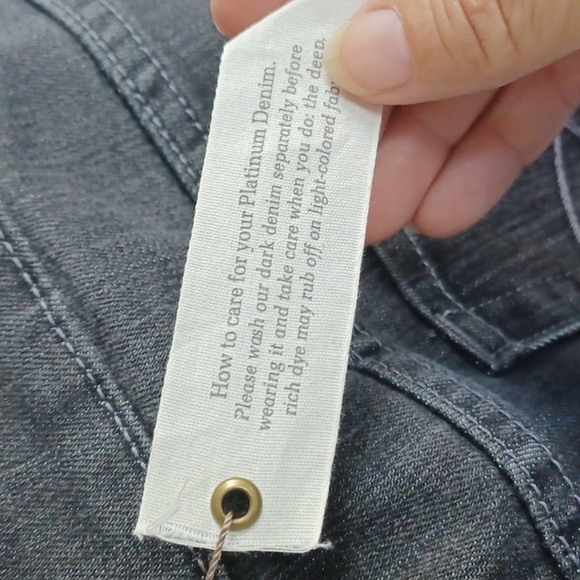 How to care for your Platinum Denim.
Please wash our dark denim separately before
wearing it and take care when you do: the deep,
rich dye may rub off on light-colored